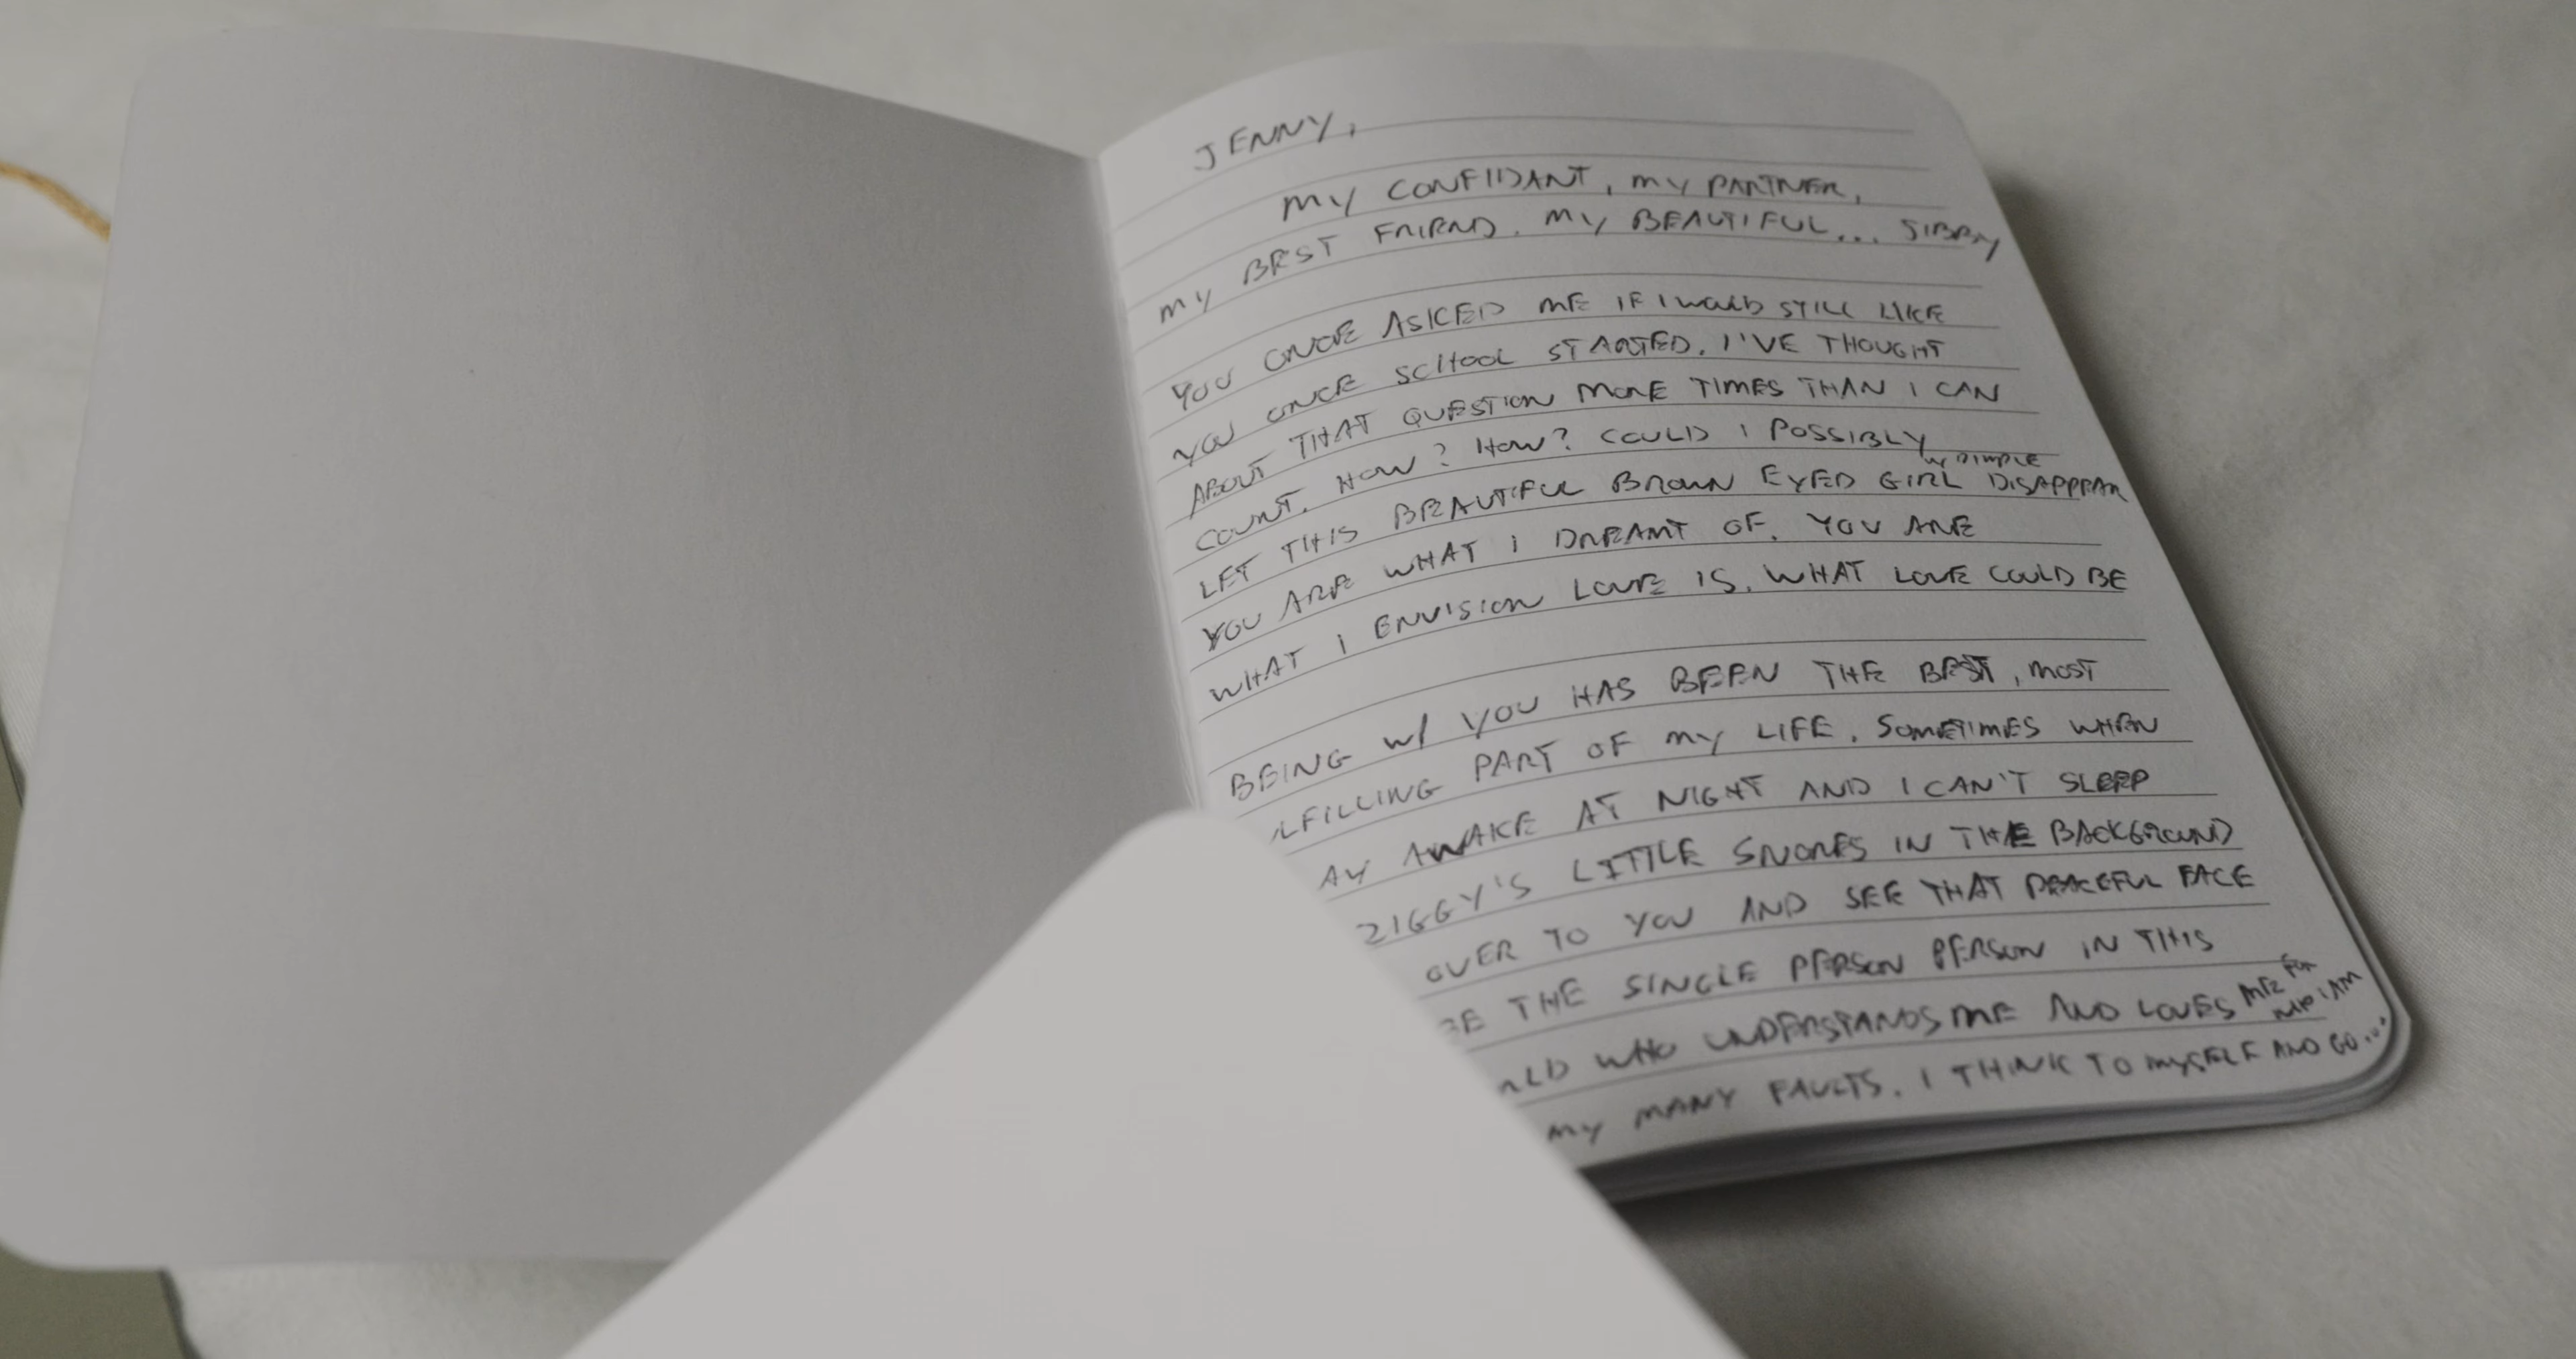 JENNY,
MY CONFIDANT, MY PARTNER,
MY BEST FRIEND. MY BEAUTIFUL...
YOU ONCE ASKED ME IF I WOULD STILL LIKE
YOU ONCE SCHOOL STARTED. I'VE THOUGHT
ABOUT THAT QUESTION MORE TIMES THAN I CAN
COUNT. HOW? HOW? COULD I POSSIBLY
W/ DIMPLE
LET THIS BEAUTIFUL BROWN EYED GIRL DISAPPEAR
YOU ARE WHAT I DREAMT OF. YOU ARE
WHAT I ENVISION LOVE IS. WHAT LOVE COULD BE
BEING W/ YOU HAS BEEN THE BEST, MOST
LFILLING PART OF MY LIFE. SOMETIMES WHEN
AY AWAKE AT NIGHT AND I CAN'T SLEEP
ZIGGY'S LITTLE SNORES IN THE BACKGROUND
OVER TO YOU AND SEE THAT PEACEFUL FACE
EE THE SINGLE PERSON PERSON IN THIS
RLD WHO UNDERSTANDS ME AND LOVES ME FOR
I AM
MY MANY FAULTS. I THINK TO MYSELF AND GO...